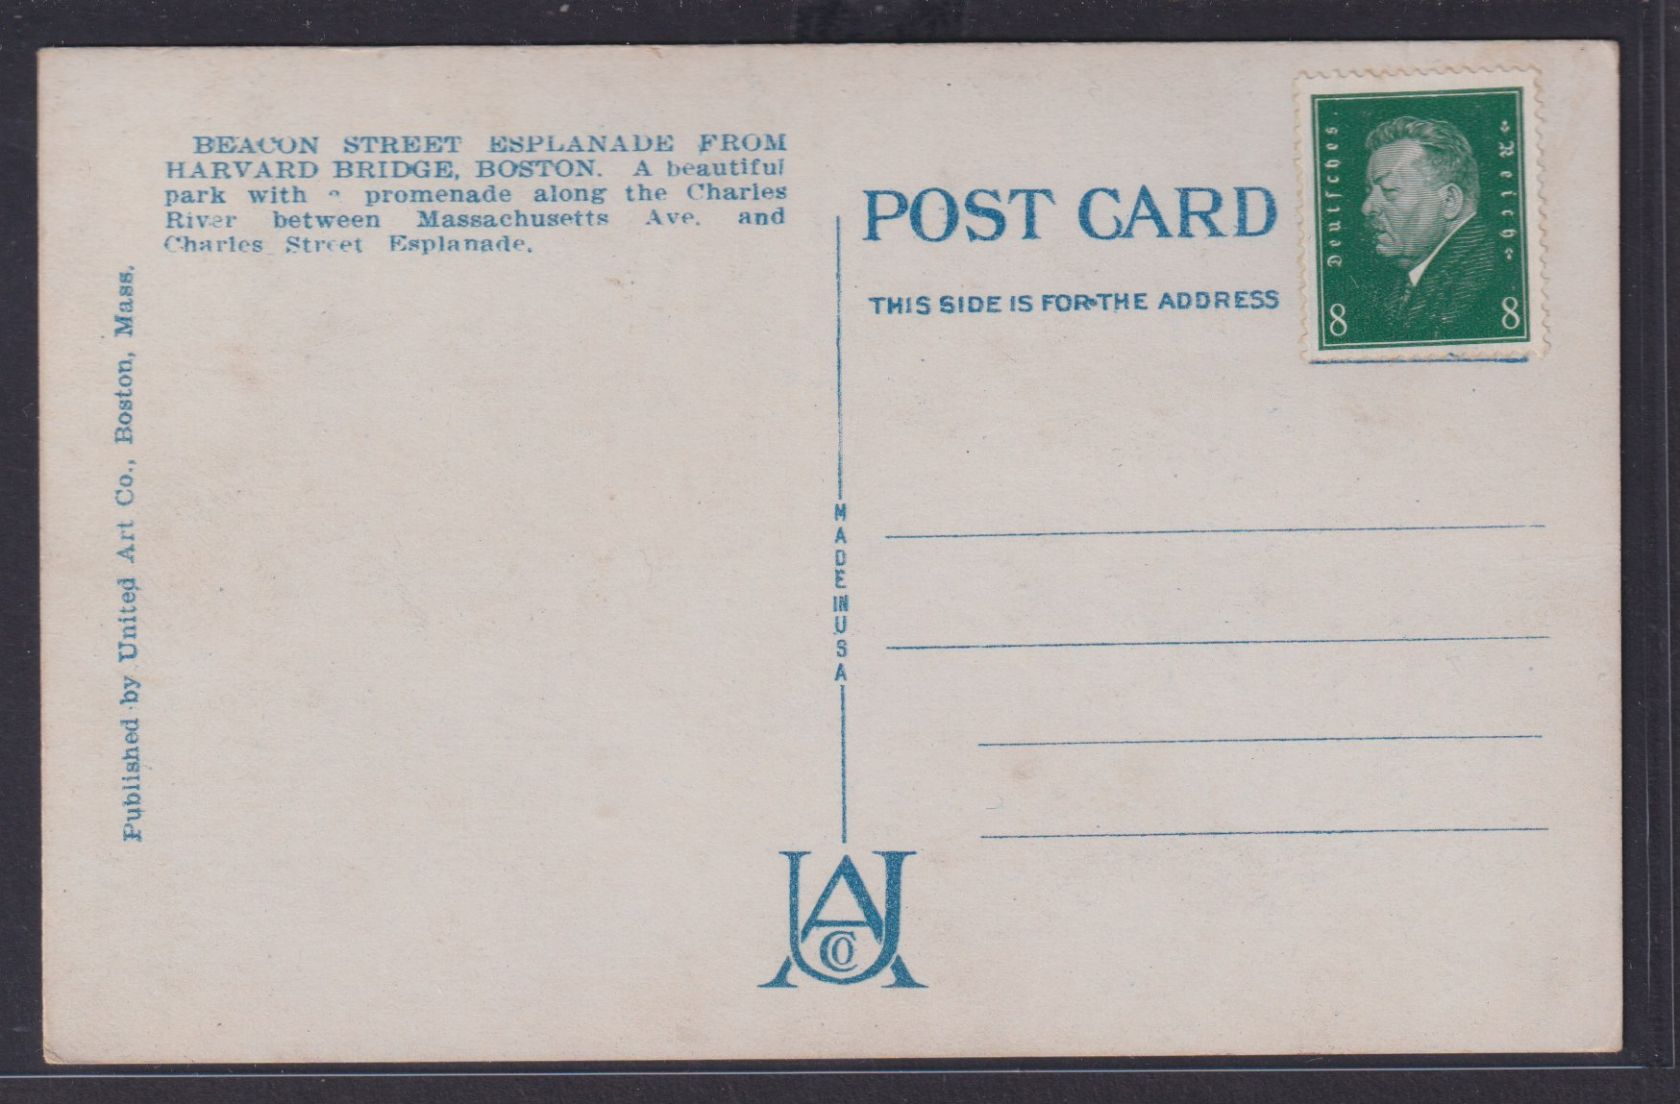 BEACON STREET ESPLANADE FROM
HARVARD BRIDGE, BOSTON. A beautiful
park with a promenade along the Charles
River between Massachusetts Ave. and
Charles Street Esplanade.
Published by United Art Co., Boston, Mass.
POST CARD
THIS SIDE IS FOR THE ADDRESS
MADE IN USA
UACO
Deutsches
Reich
8 8